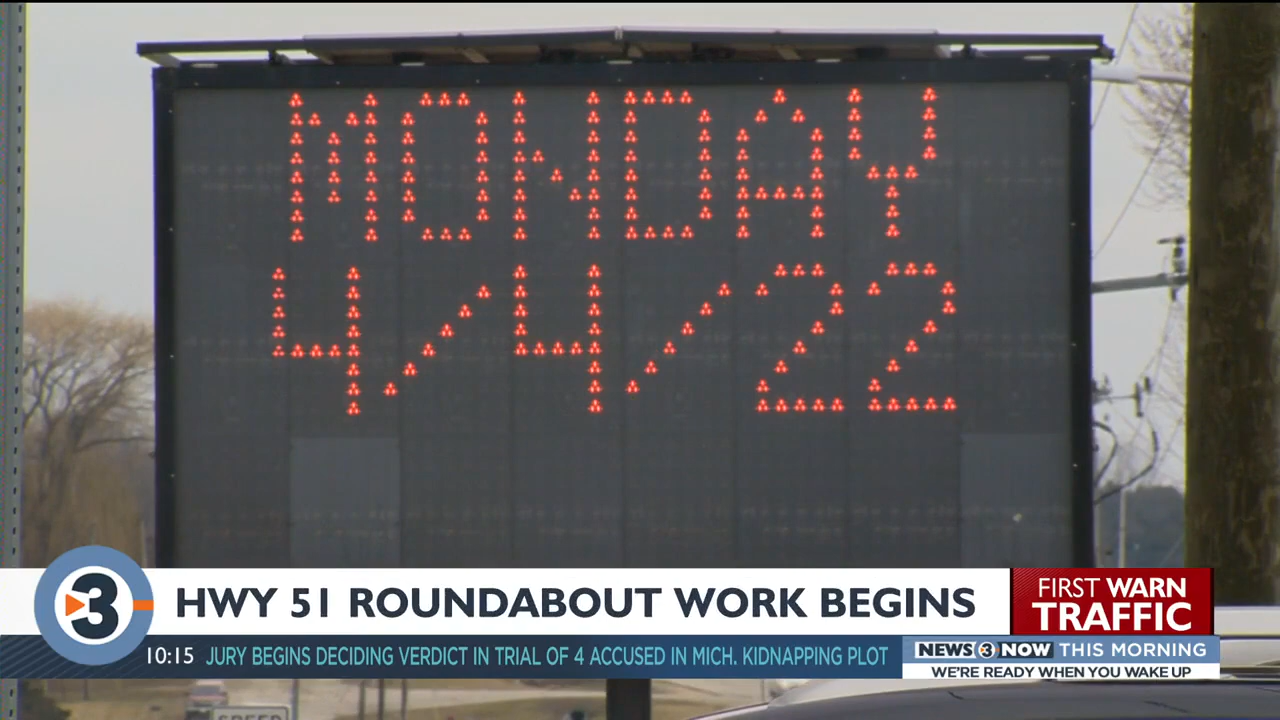 MONDAY
4/4/22
3
HWY 51 ROUNDABOUT WORK BEGINS
FIRST WARN
TRAFFIC
10:15 JURY BEGINS DECIDING VERDICT IN TRIAL OF 4 ACCUSED IN MICH. KIDNAPPING PLOT
NEWS 3 NOW THIS MORNING
WE'RE READY WHEN YOU WAKE UP
SPEED